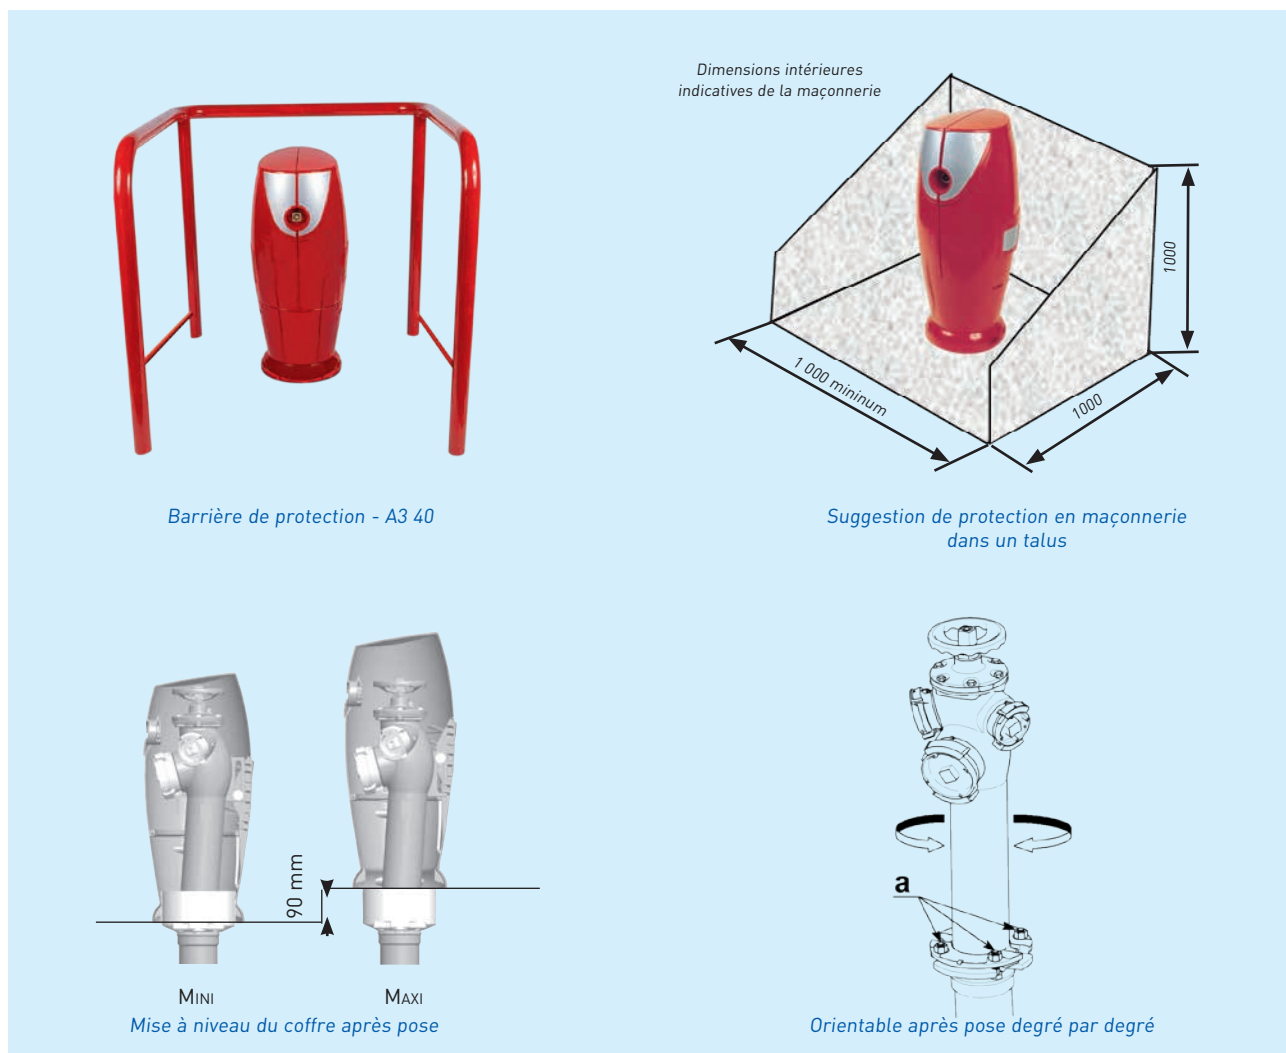 Dimensions intérieures
indicatives de la maçonnerie
1000
1 000 mininum
1000
Barrière de protection - A3 40
Suggestion de protection en maçonnerie
dans un talus
90 mm
a
MINI
MAXI
Mise à niveau du coffre après pose
Orientable après pose degré par degré